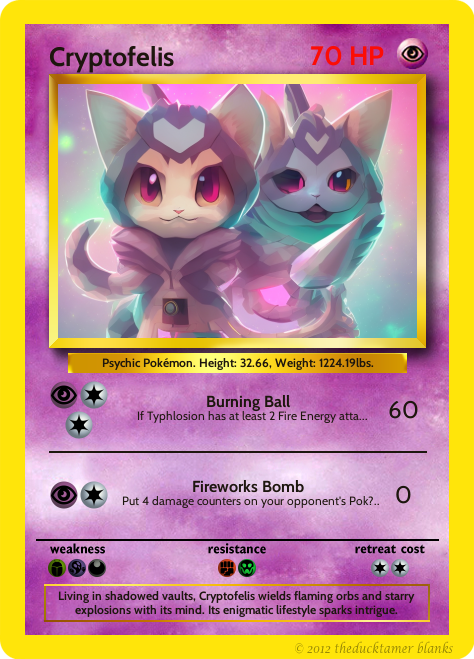 Cryptofelis 70 HP
Psychic Pokémon. Height: 32.66, Weight: 1224.19lbs.
Burning Ball
If Typhlosion has at least 2 Fire Energy atta...
60
Fireworks Bomb
Put 4 damage counters on your opponent's Pok?..
0
weakness resistance retreat cost
Living in shadowed vaults, Cryptofelis wields flaming orbs and starry
explosions with its mind. Its enigmatic lifestyle sparks intrigue.
© 2012 theducktamer blanks